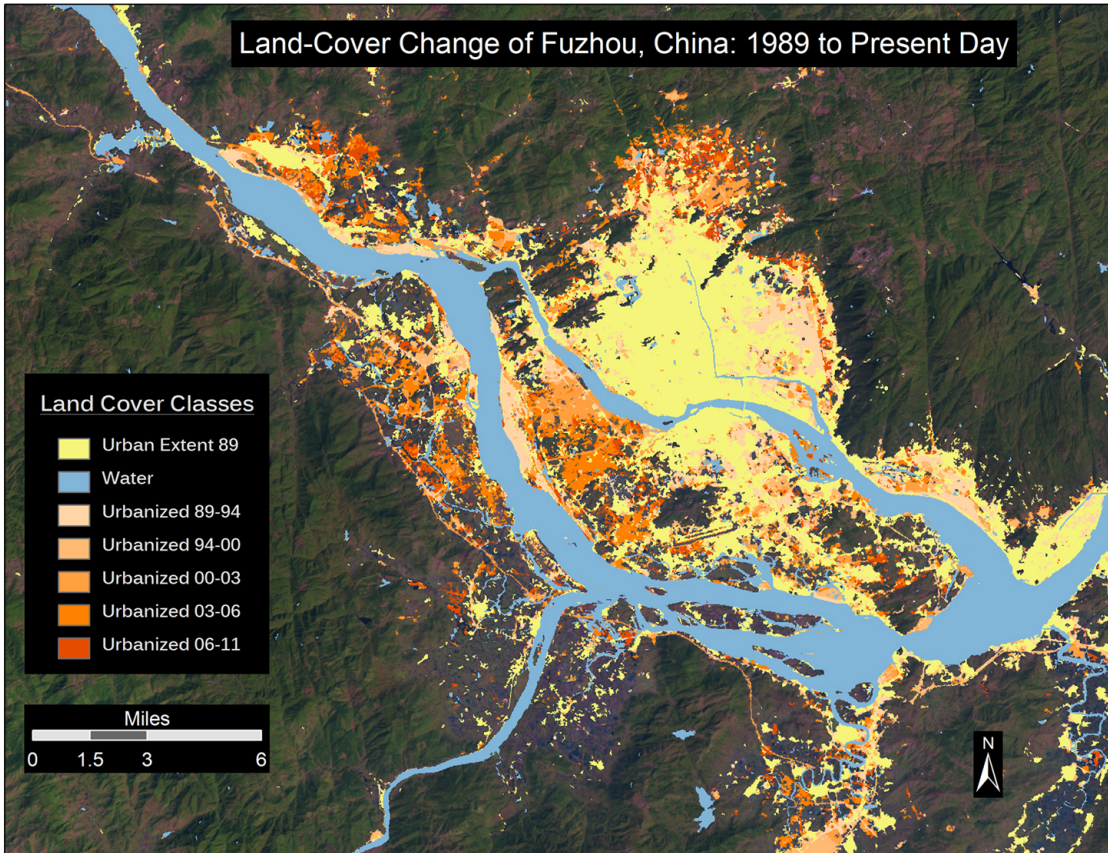 Land-Cover Change of Fuzhou, China: 1989 to Present Day
Land Cover Classes
Urban Extent 89
Water
Urbanized 89-94
Urbanized 94-00
Urbanized 00-03
Urbanized 03-06
Urbanized 06-11
Miles
0 1.5 3 6
N